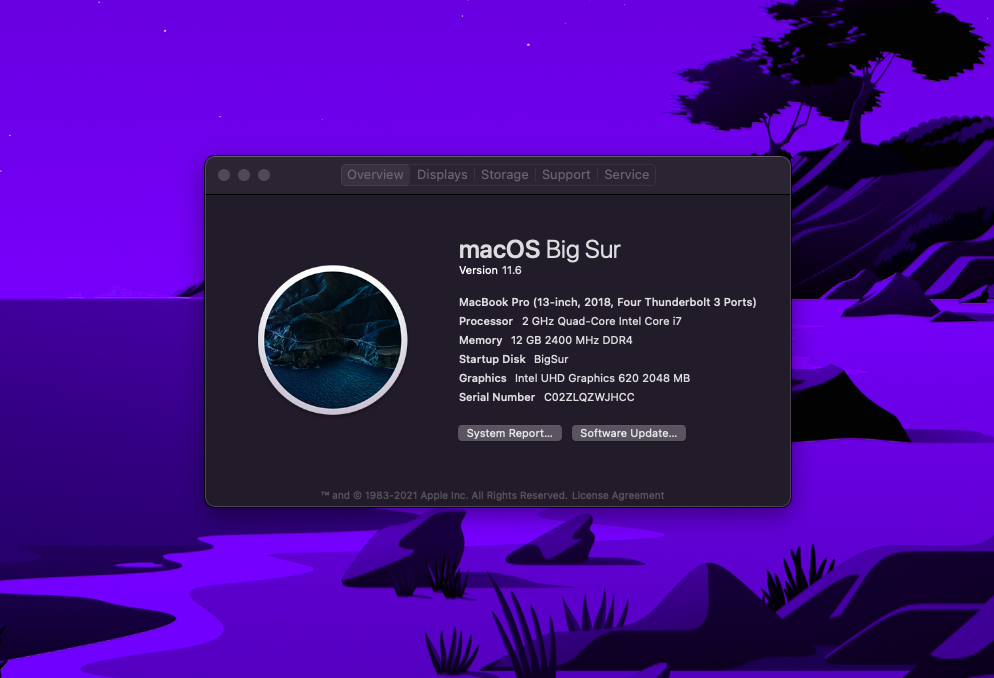 Overview Displays Storage Support Service
macOS Big Sur
Version 11.6
MacBook Pro (13-inch, 2018, Four Thunderbolt 3 Ports)
Processor 2 GHz Quad-Core Intel Core i7
Memory 12 GB 2400 MHz DDR4
Startup Disk BigSur
Graphics Intel UHD Graphics 620 2048 MB
Serial Number C02ZLQZWJHCC
System Report... Software Update...
™ and © 1983-2021 Apple Inc. All Rights Reserved. License Agreement